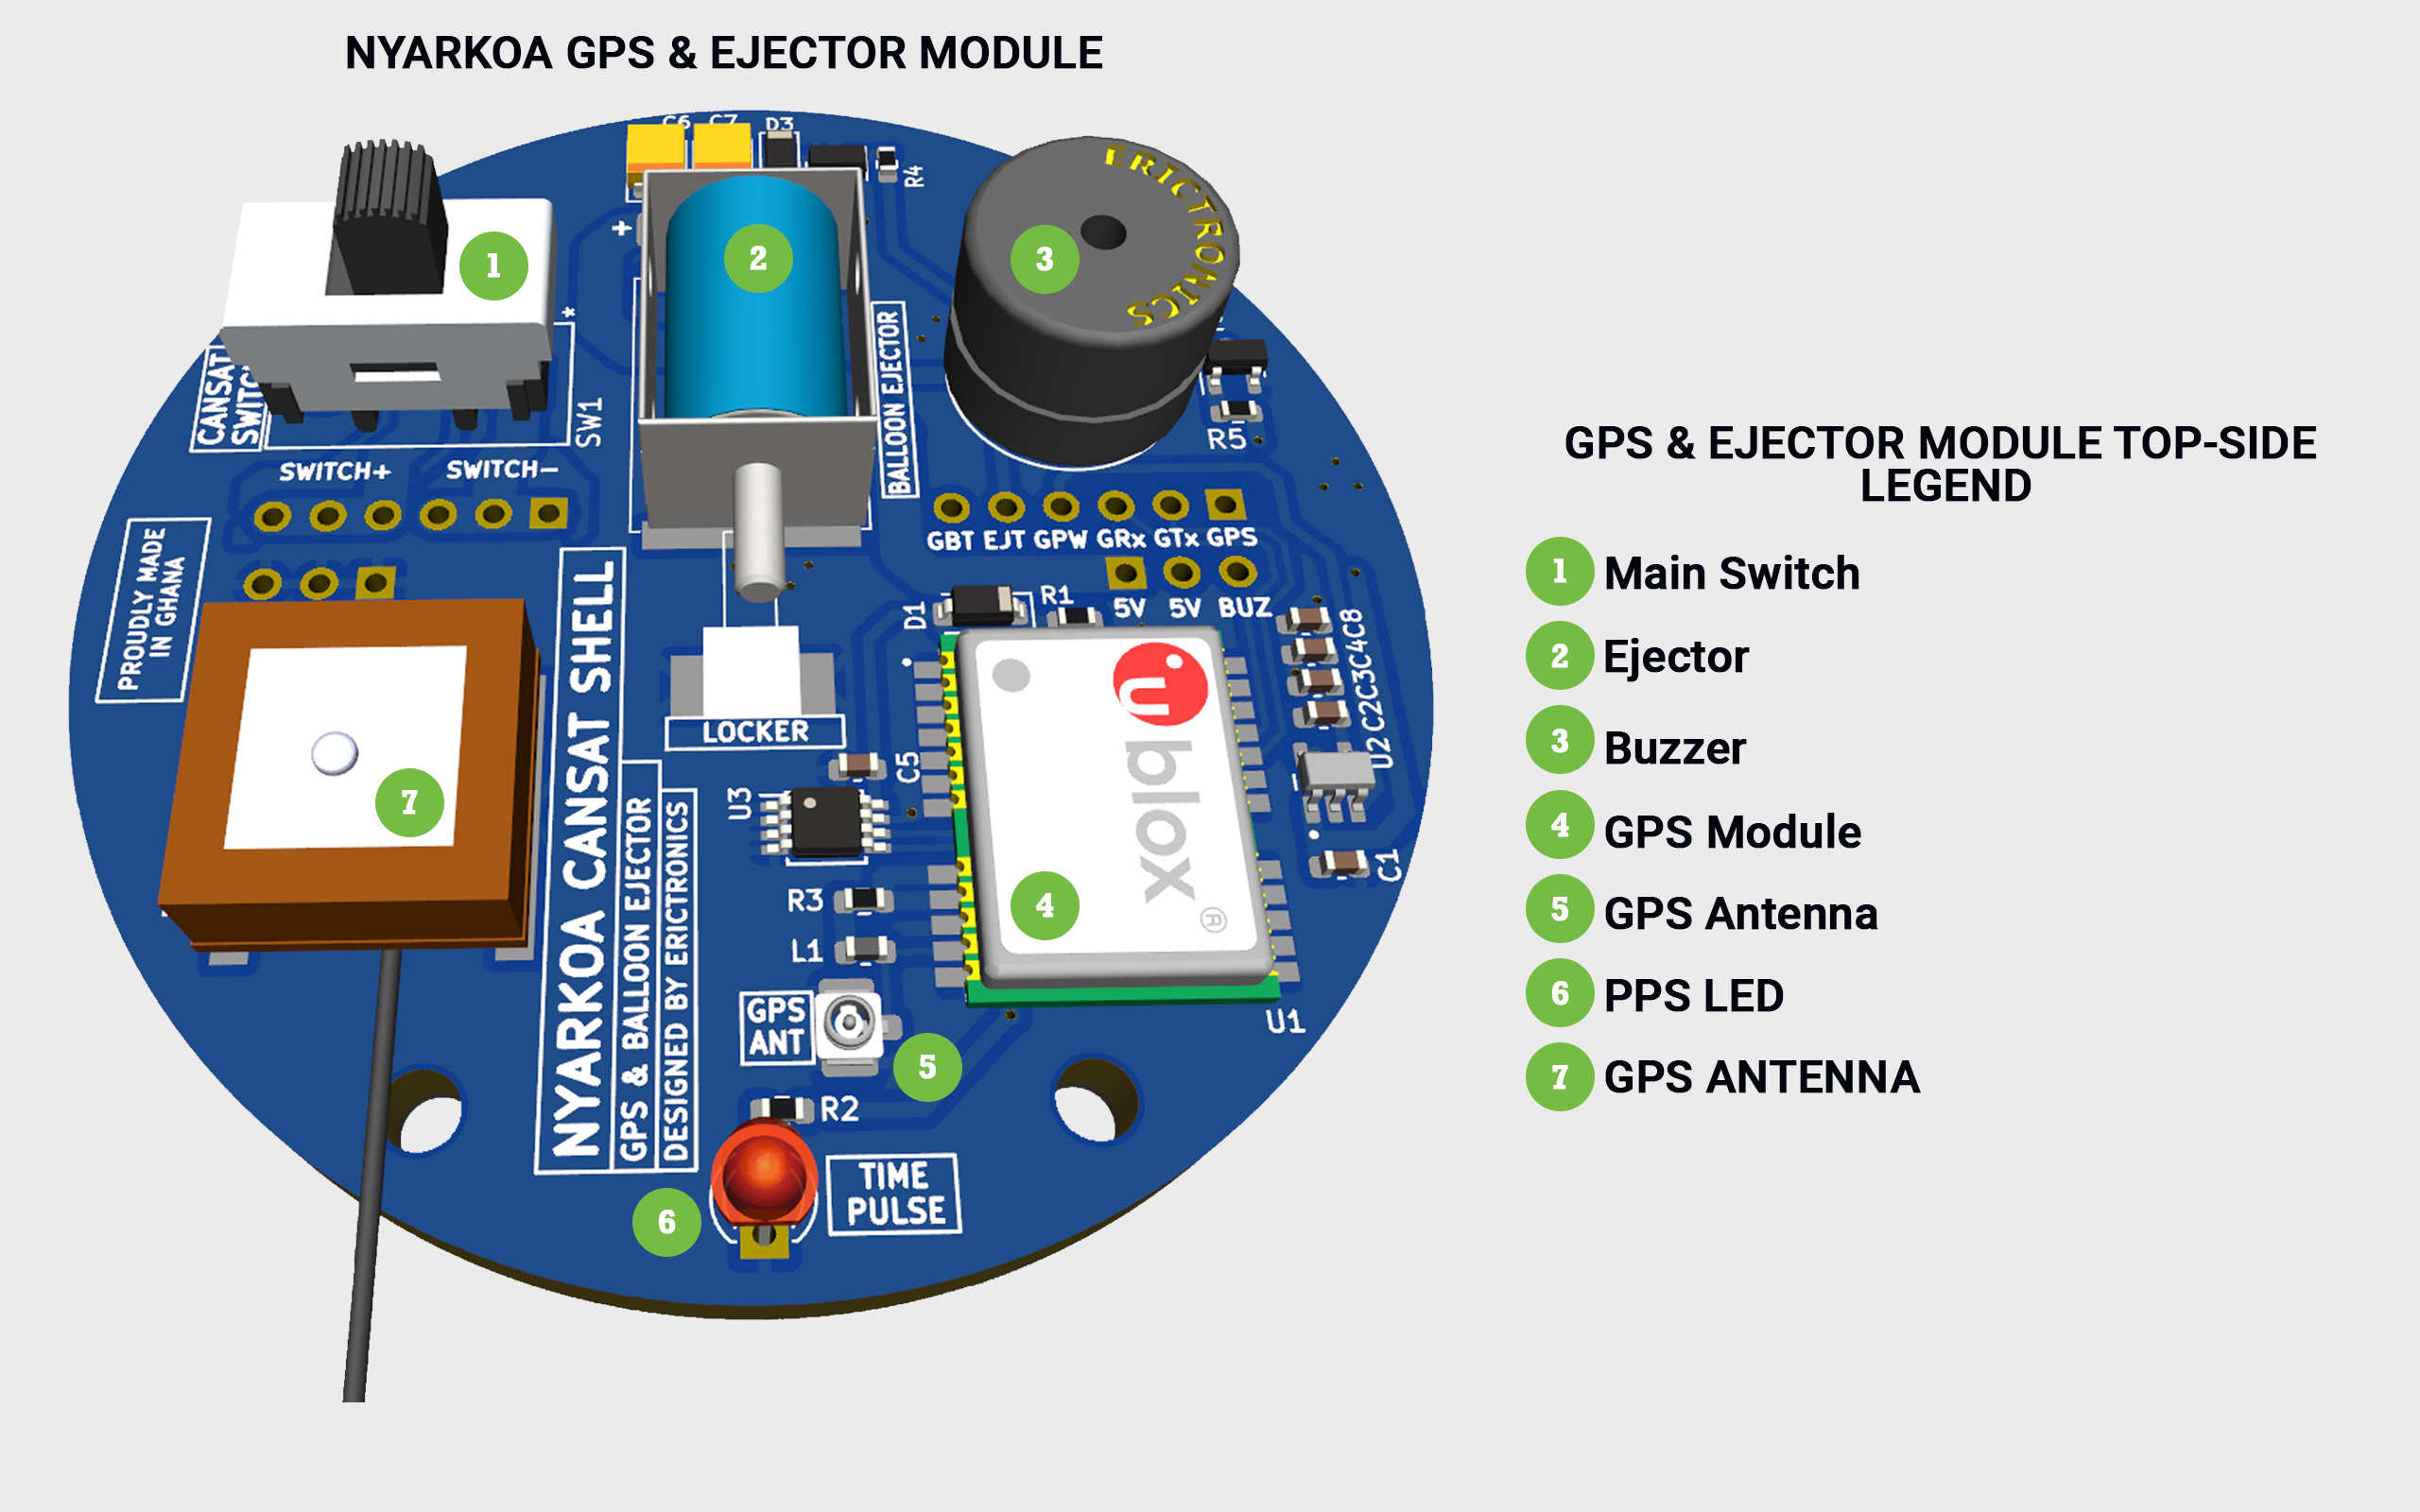 NYARKOA GPS & EJECTOR MODULE
C6 C7 D3
R4
+
1
2
3
ERICTRONICS
*
CANSAT
SWITCH
SW1
BALLOON EJECTOR
R5
SWITCH+ SWITCH-
GBT EJT GPW GRx GTx GPS
5V 5V BUZ
PROUDLY MADE
IN GHANA
D1
R1
C2C3C4C8
U2
C1
ublox
®
4
U1
LOCKER
C5
U3
R3
L1
7
NYARKOA CANSAT SHELL
GPS & BALLOON EJECTOR
DESIGNED BY ERICTRONICS
GPS
ANT
5
R2
6
TIME
PULSE
GPS & EJECTOR MODULE TOP-SIDE
LEGEND
1 Main Switch
2 Ejector
3 Buzzer
4 GPS Module
5 GPS Antenna
6 PPS LED
7 GPS ANTENNA